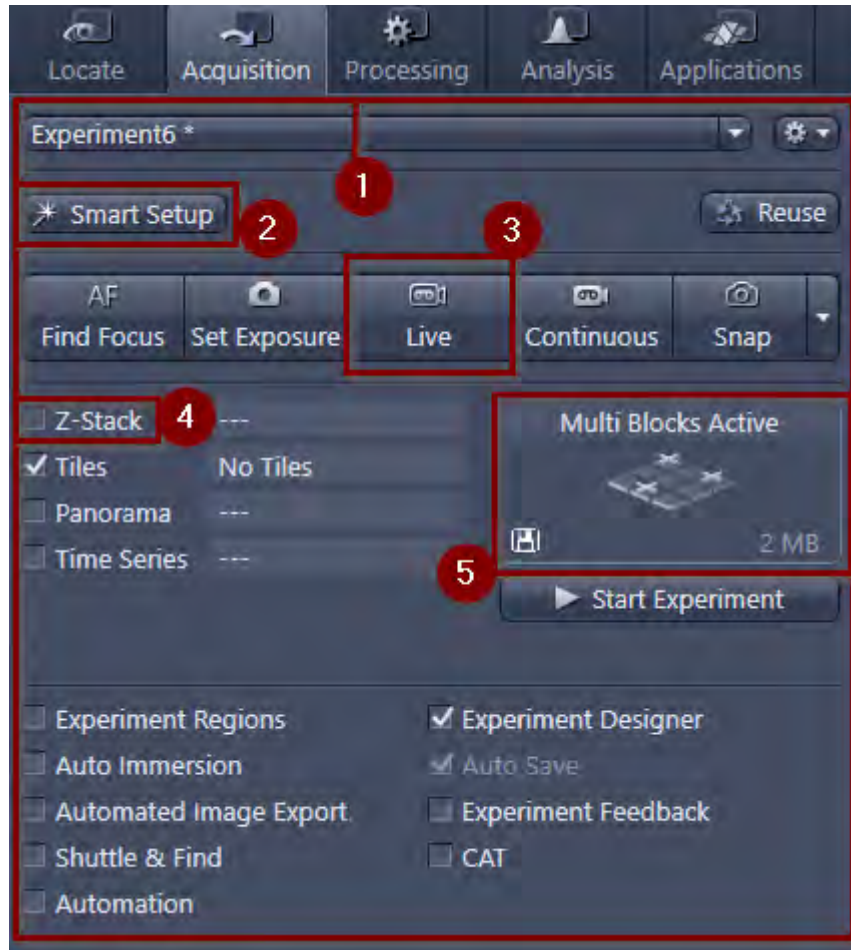 Locate Acquisition Processing Analysis Applications
Experiment6 *
1
Smart Setup 2 3 Reuse
AF
Find Focus Set Exposure Live Continuous Snap
Z-Stack 4 --- Multi Blocks Active
Tiles No Tiles
Panorama ---
Time Series --- 5 2 MB
Start Experiment
Experiment Regions Experiment Designer
Auto Immersion Auto Save
Automated Image Export Experiment Feedback
Shuttle & Find CAT
Automation